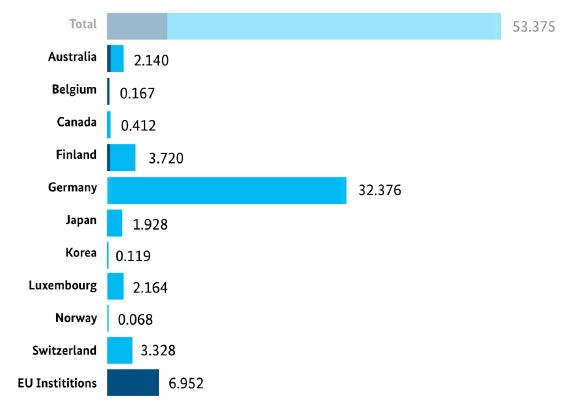 Total 53.375
Australia 2.140
Belgium 0.167
Canada 0.412
Finland 3.720
Germany 32.376
Japan 1.928
Korea 0.119
Luxembourg 2.164
Norway 0.068
Switzerland 3.328
EU Instititions 6.952